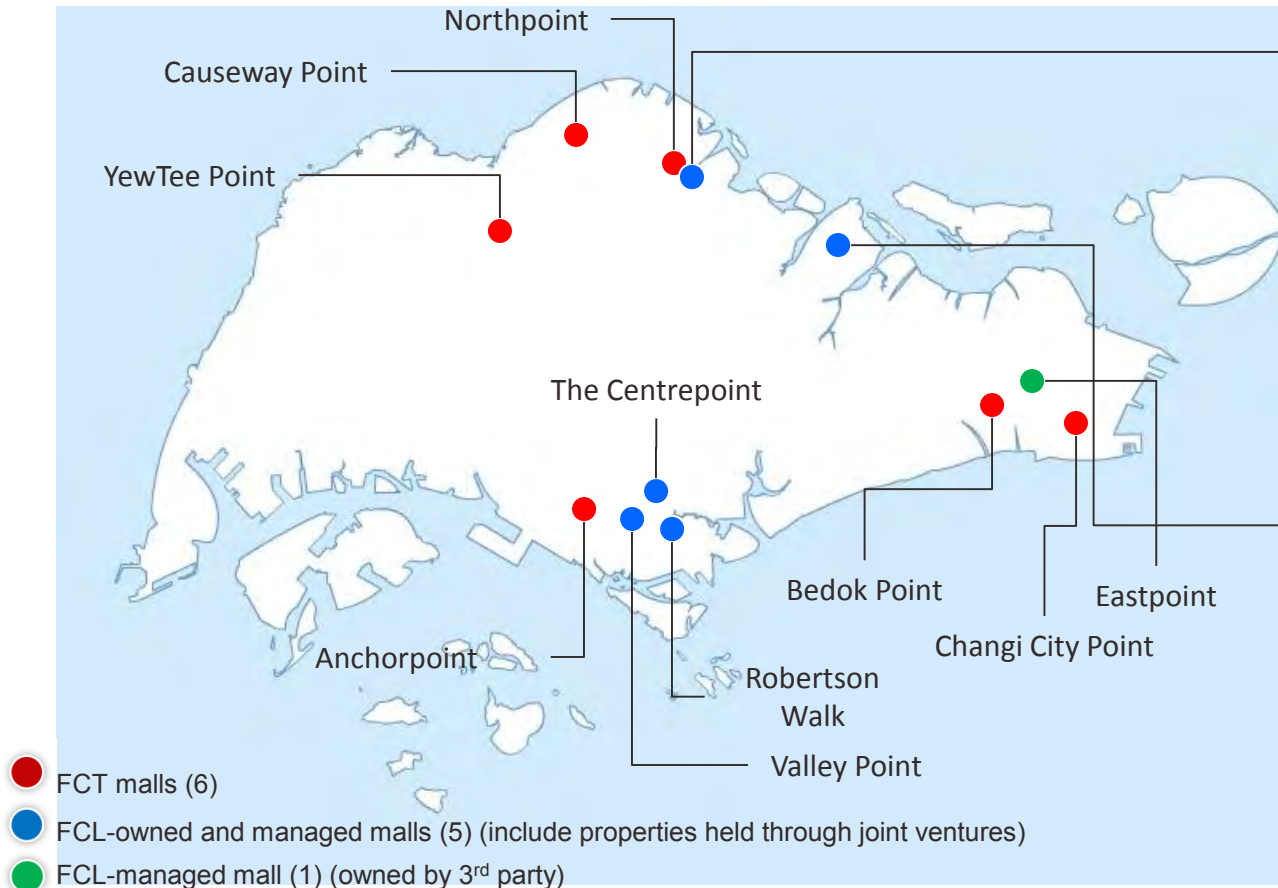 Northpoint
Causeway Point
YewTee Point
The Centrepoint
Bedok Point
Eastpoint
Changi City Point
Anchorpoint
Robertson
Walk
Valley Point
FCT malls (6)
FCL-owned and managed malls (5) (include properties held through joint ventures)
FCL-managed mall (1) (owned by 3rd party)